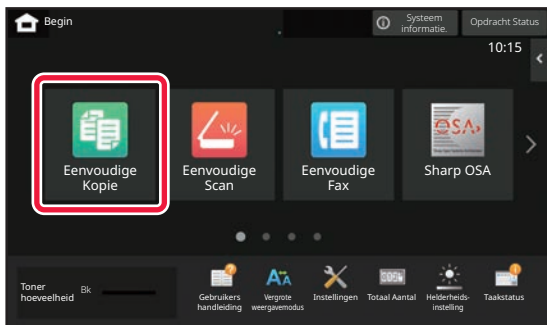 Begin
Systeem
informatie.
Opdracht Status
10:15
Eenvoudige
Kopie
Eenvoudige
Scan
Eenvoudige
Fax
OSA
Sharp OSA
Toner
hoeveelheid
Bk
Gebruikers
handleiding
Vergrote
weergavemodus
Instellingen
Totaal Aantal
Helderheids-
instelling
Taakstatus